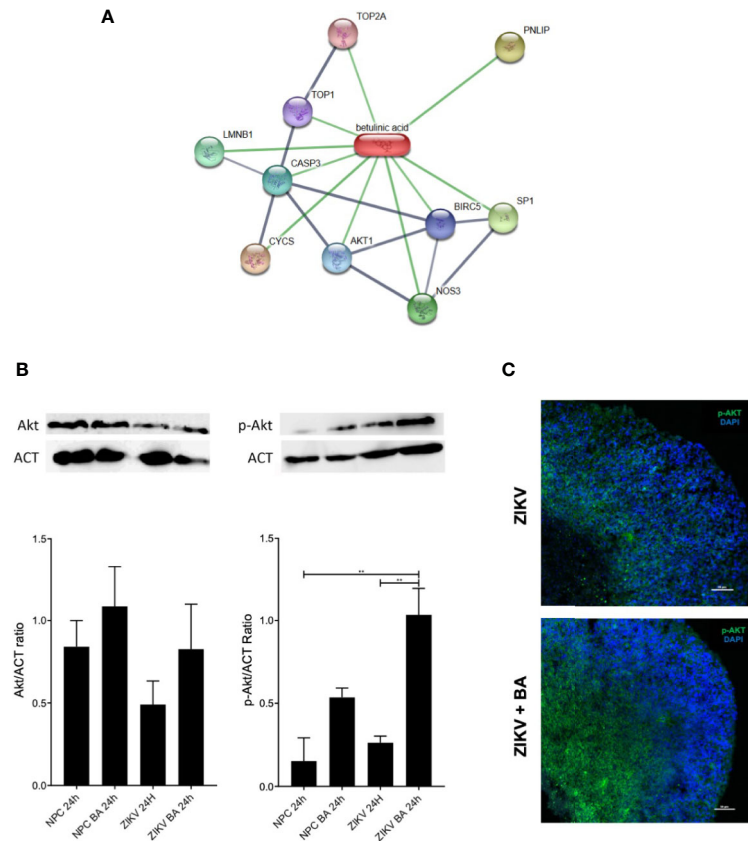 A
TOP2A
PNLIP
TOP1
betulinic acid
LMNB1
CASP3
BIRC5
SP1
CYCS
AKT1
NOS3
B
Akt
ACT
p-Akt
ACT
Akt/ACT ratio
1.5
1.0
0.5
0.0
NPC 24h
NPC BA 24h
ZIKV 24H
ZIKV BA 24h
p-Akt/ACT Ratio
1.5
1.0
0.5
0.0
**
**
NPC 24h
NPC BA 24h
ZIKV 24H
ZIKV BA 24h
C
ZIKV
p-AKT
DAPI
ZIKV + BA
p-AKT
DAPI